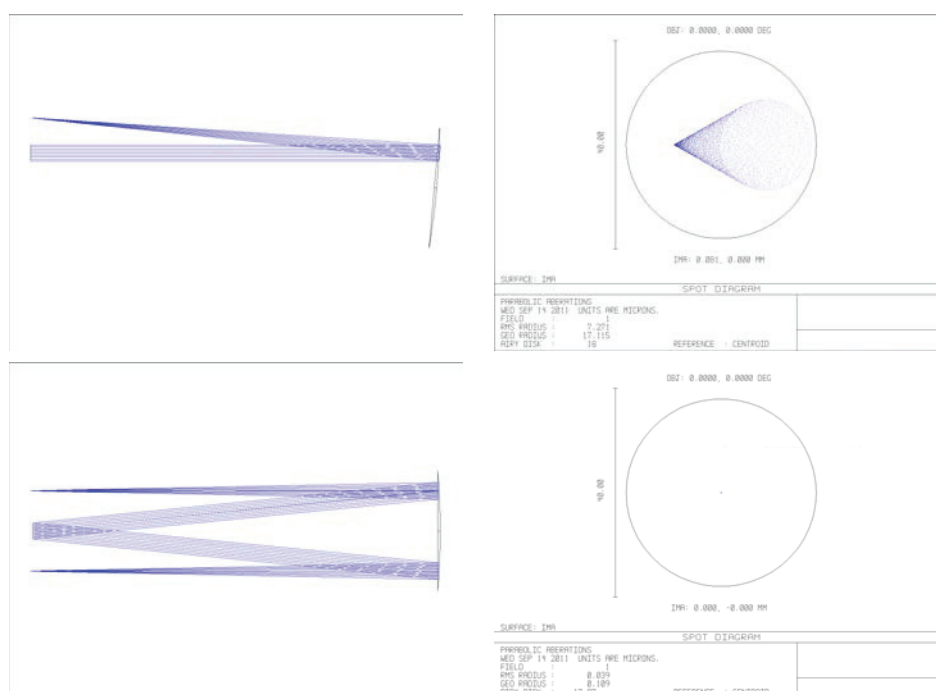 OBJ: 0.0000, 0.0000 DEG
40.00
IMA: 0.081, 0.000 MM
SURFACE: IMA
SPOT DIAGRAM
PARABOLIC ABERATIONS
WED SEP 14 2011 UNITS ARE MICRONS.
FIELD : 1
RMS RADIUS : 7.271
GEO RADIUS : 17.115
AIRY DISK : 18 REFERENCE : CENTROID
OBJ: 0.0000, 0.0000 DEG
40.00
IMA: 0.000, -0.000 MM
SURFACE: IMA
SPOT DIAGRAM
PARABOLIC ABERATIONS
WED SEP 14 2011 UNITS ARE MICRONS.
FIELD : 1
RMS RADIUS : 0.039
GEO RADIUS : 0.109
REFERENCE : CENTROID